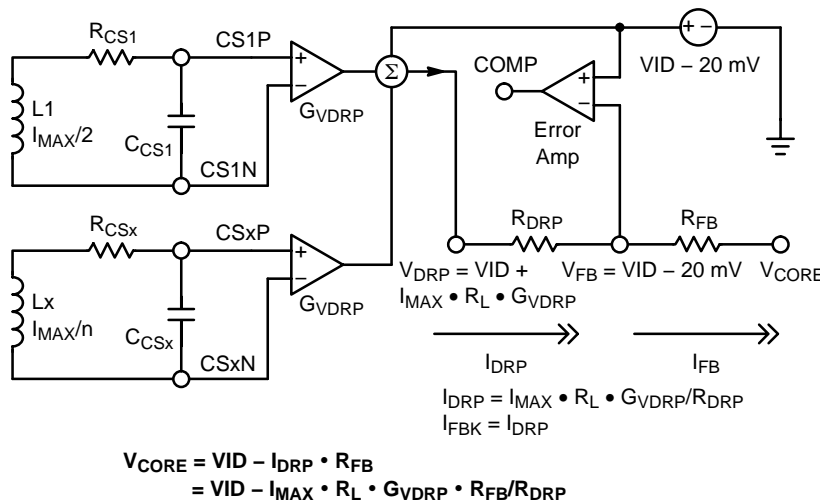 RCS1
CS1P
L1
IMAX/2
CCS1
CS1N
+
−
GVDRP
Σ
COMP
+
−
Error
Amp
+ −
VID – 20 mV
RCSx
CSxP
Lx
IMAX/n
CCSx
CSxN
+
−
GVDRP
RDRP
RFB
VDRP = VID +
IMAX • RL • GVDRP
VFB = VID – 20 mV
VCORE
IDRP
IFB
IDRP = IMAX • RL • GVDRP/RDRP
IFBK = IDRP
VCORE = VID – IDRP • RFB
= VID – IMAX • RL • GVDRP • RFB/RDRP